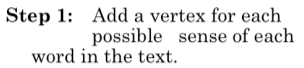 Step 1: Add a vertex for each
possible sense of each
word in the text.